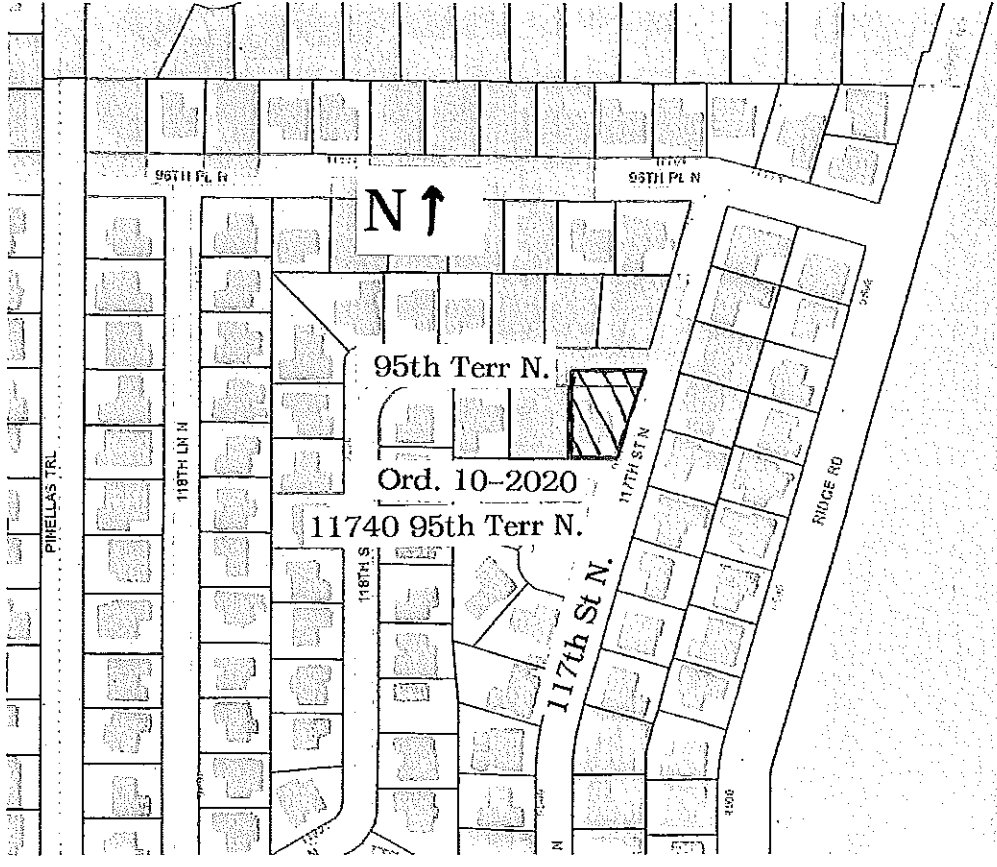 96TH PL N
96TH PL N
N
95th Terr N.
PINELLAS TRL
118TH LN N
117TH ST N
RIDGE RD
Ord. 10-2020
11740 95th Terr N.
118TH S
117th St N.
N